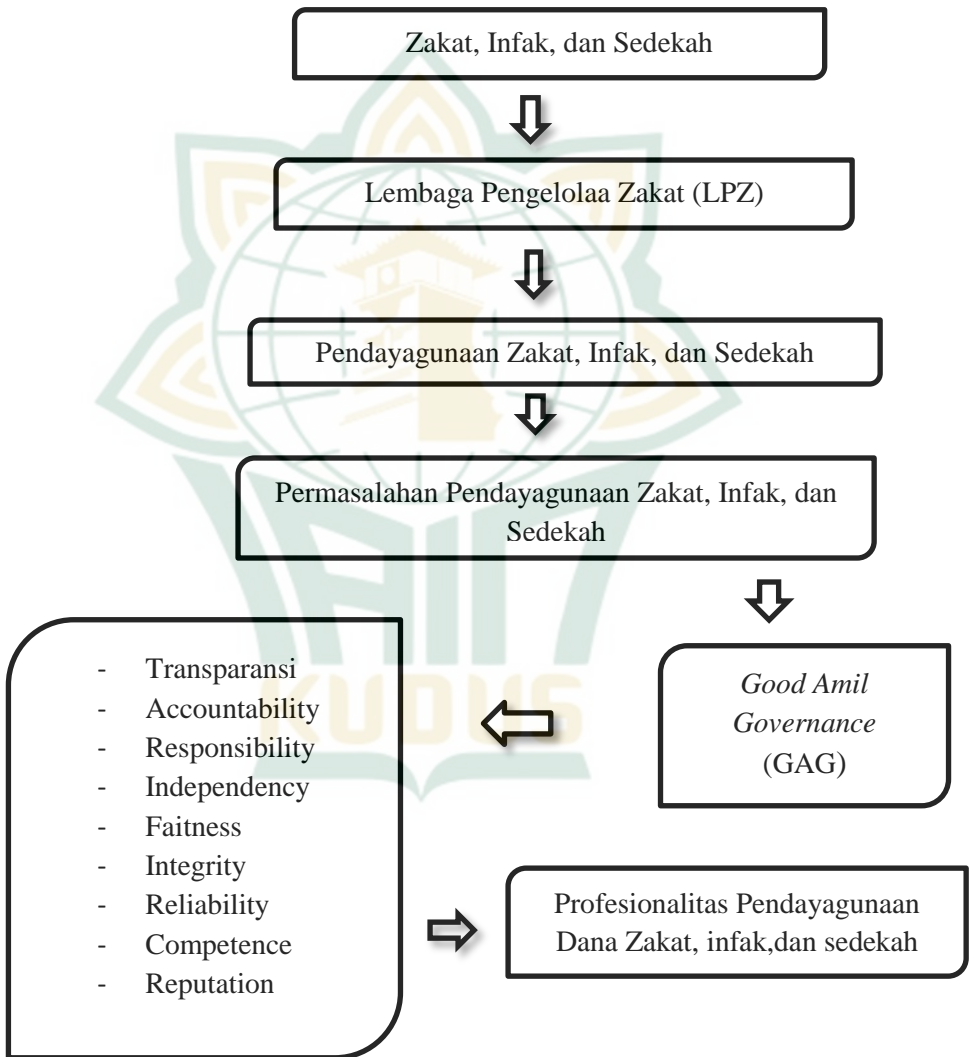 Zakat, Infak, dan Sedekah
Lembaga Pengelolaa Zakat (LPZ)
Pendayagunaan Zakat, Infak, dan Sedekah
Permasalahan Pendayagunaan Zakat, Infak, dan
Sedekah
Good Amil
Governance
(GAG)
- Transparansi
- Accountability
- Responsibility
- Independency
- Faitness
- Integrity
- Reliability
- Competence
- Reputation
Profesionalitas Pendayagunaan
Dana Zakat, infak,dan sedekah
IAIN
KUDUS